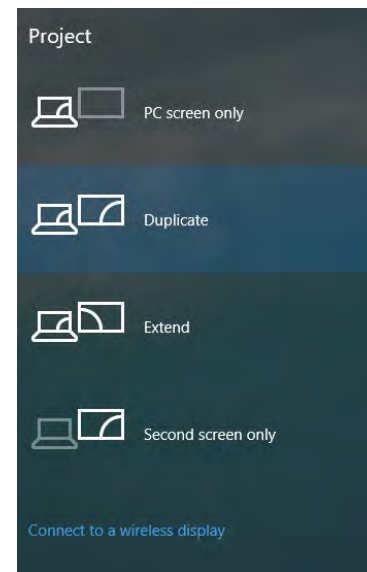 Project
PC screen only
Duplicate
Extend
Second screen only
Connect to a wireless display